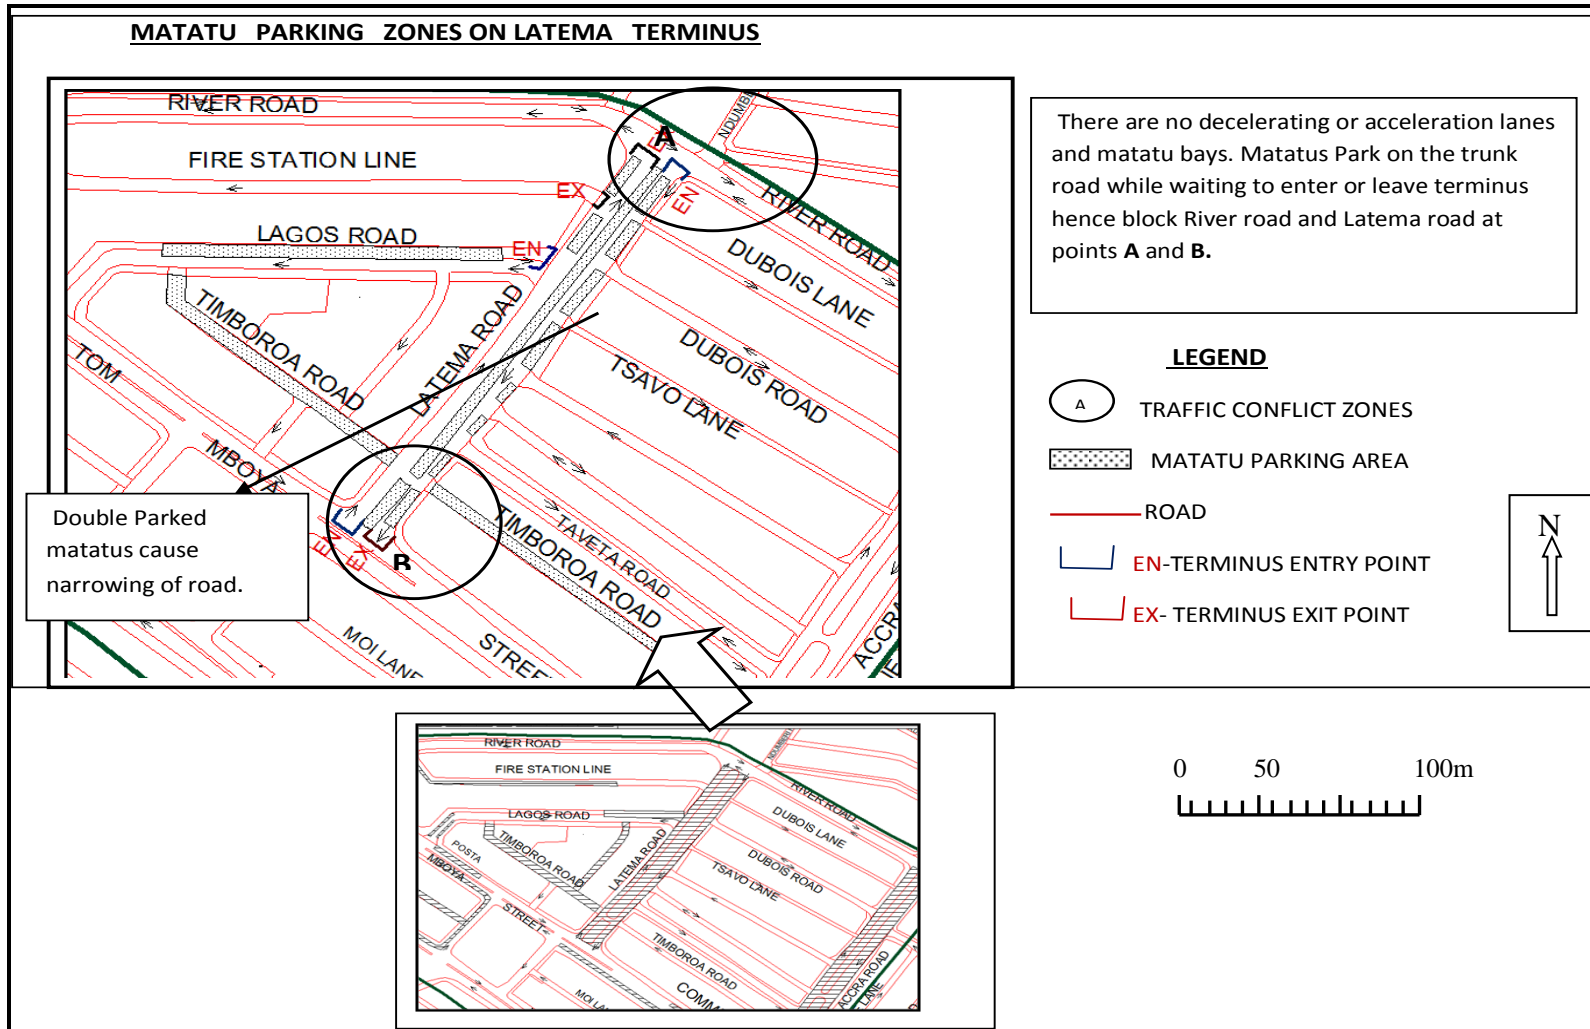 MATATU PARKING ZONES ON LATEMA TERMINUS
RIVER ROAD
NDUMBE
A
FIRE STATION LINE
EX
EN
RIVER ROAD
LAGOS ROAD
EN
DUBOIS LANE
TIMBOROA ROAD
LATEMA ROAD
DUBOIS ROAD
TOM
TSAVO LANE
MBOYA
TIMBOROA ROAD
TAVETA ROAD
EN
EX
B
MOI LANE
STREET
ACCRA
Double Parked
matatus cause
narrowing of road.
There are no decelerating or acceleration lanes
and matatu bays. Matatus Park on the trunk
road while waiting to enter or leave terminus
hence block River road and Latema road at
points A and B.
LEGEND
A
TRAFFIC CONFLICT ZONES
MATATU PARKING AREA
ROAD
EN-TERMINUS ENTRY POINT
EX- TERMINUS EXIT POINT
N
RIVER ROAD
FIRE STATION LINE
RIVER ROAD
LAGOS ROAD
DUBOIS LANE
POSTA
TIMBOROA ROAD
LATEMA ROAD
DUBOIS ROAD
MBOYA
TSAVO LANE
STREET
TIMBOROA ROAD
MOI LA
COMM
ACCRA ROAD
LANE
0 50 100m